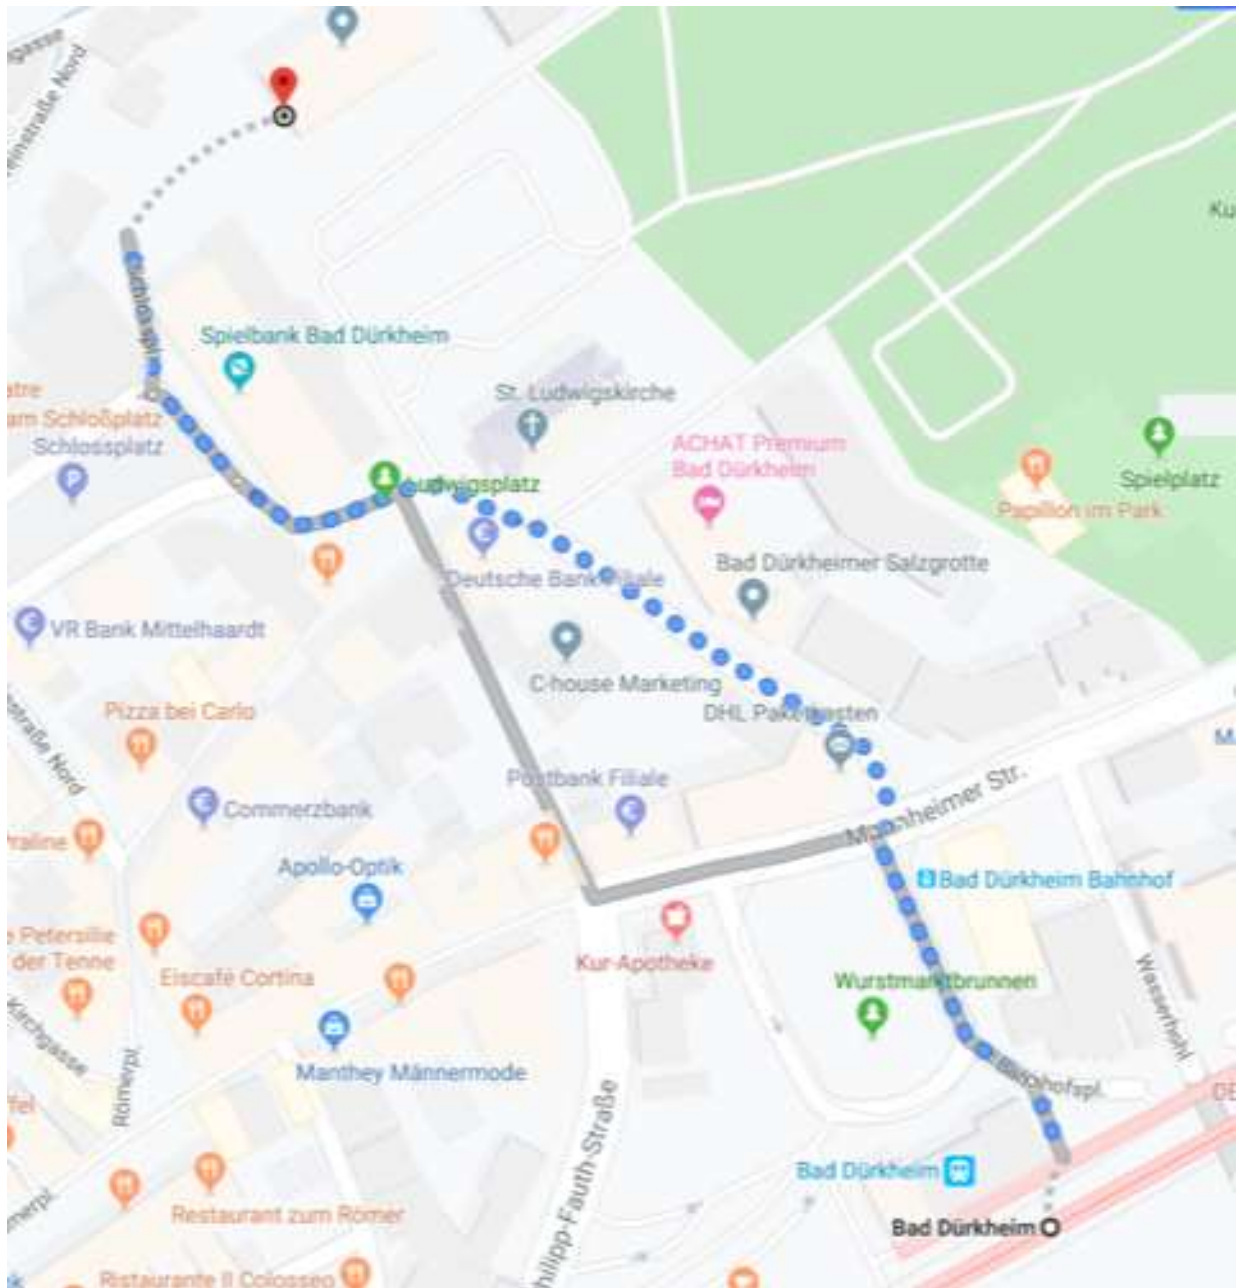 Spielbank Bad Dürkheim
St. Ludwigskirche
am Schloßplatz
Schlossplatz
ACHAT Premium
Bad Dürkheim
Ludwigsplatz
Spielplatz
Papillon im Park
Deutsche Bank Filiale
Bad Dürkheimer Salzgrotte
VR Bank Mittelhaardt
C-house Marketing
Pizza bei Carlo
DHL Paketkasten
Postbank Filiale
Commerzbank
Mannheimer Str.
Apollo-Optik
Bad Dürkheim Bahnhof
Petersilie
der Tenne
Eiscafé Cortina
Kur-Apotheke
Wurstmarktbrunnen
Wasserhohl
Kirchgasse
Manthey Männermode
Römerpl.
Bahnhofspl.
Bad Dürkheim
Restaurant zum Römer
Bad Dürkheim
Ristorante Il Colosseo